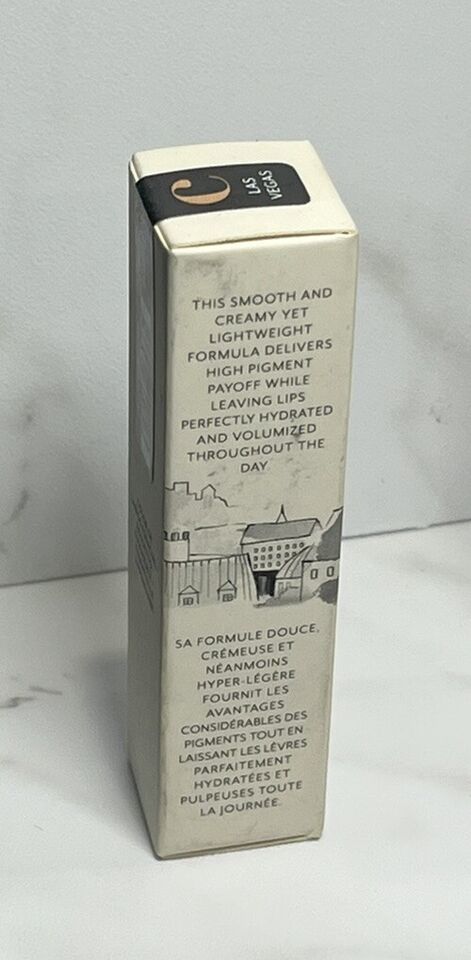 C
LAS
VEGAS
THIS SMOOTH AND
CREAMY YET
LIGHTWEIGHT
FORMULA DELIVERS
HIGH PIGMENT
PAYOFF WHILE
LEAVING LIPS
PERFECTLY HYDRATED
AND VOLUMIZED
THROUGHOUT THE
DAY
SA FORMULE DOUCE,
CRÉMEUSE ET
NÉANMOINS
HYPER-LÉGÈRE
FOURNIT LES
AVANTAGES
CONSIDÉRABLES DES
PIGMENTS TOUT EN
LAISSANT LES LÈVRES
PARFAITEMENT
HYDRATÉES ET
PULPEUSES TOUTE
LA JOURNÉE.